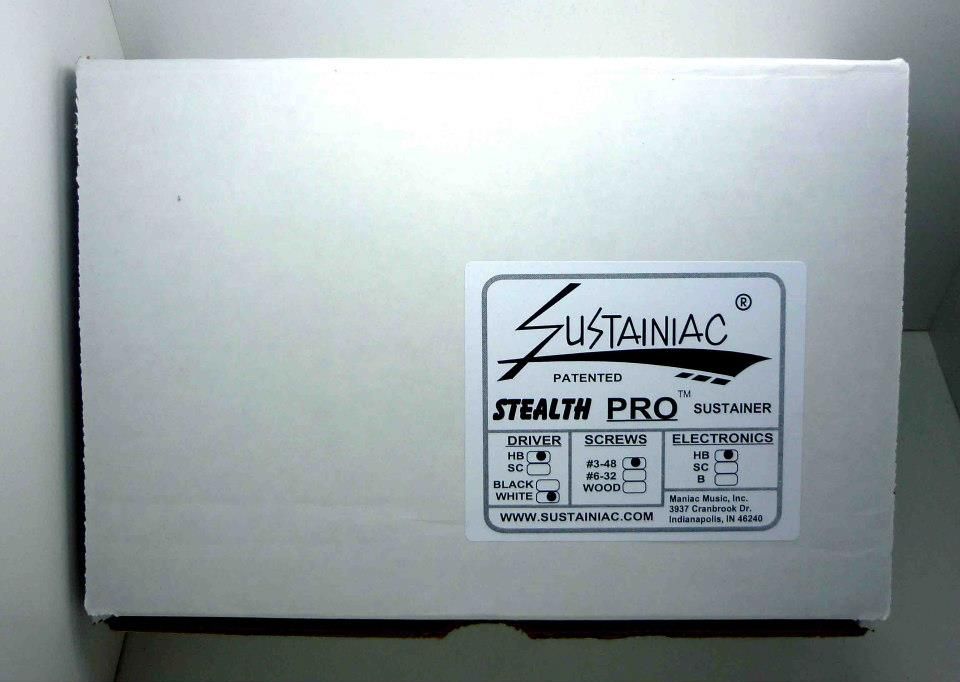 SUSTAINIAC ®
PATENTED
STEALTH PRO™ SUSTAINER
DRIVER
HB
SC
BLACK
WHITE
SCREWS
#3-48
#6-32
WOOD
ELECTRONICS
HB
SC
B
WWW.SUSTAINIAC.COM
Maniac Music, Inc.
3937 Cranbrook Dr.
Indianapolis, IN 46240